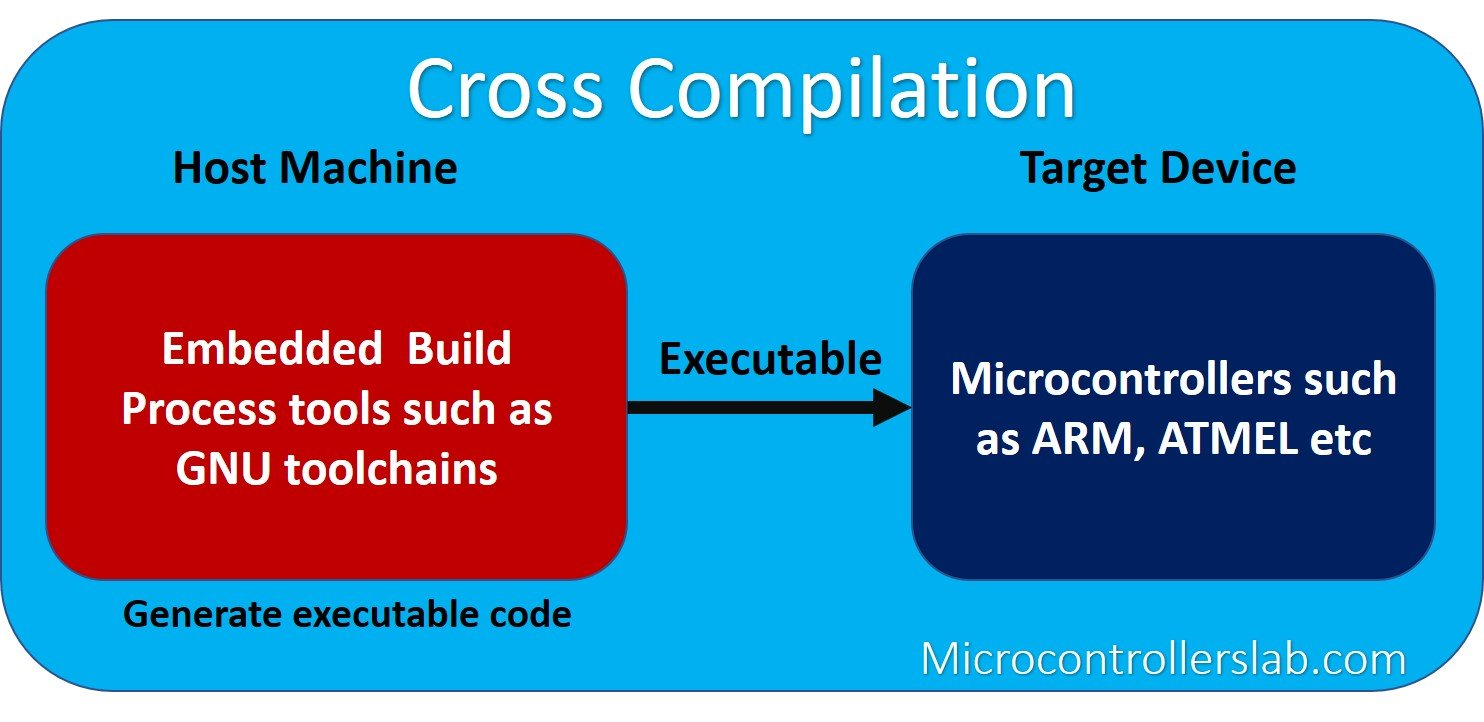 Cross Compilation
Host Machine
Target Device
Embedded Build
Process tools such as
GNU toolchains
Executable
Microcontrollers such
as ARM, ATMEL etc
Generate executable code
Microcontrollerslab.com